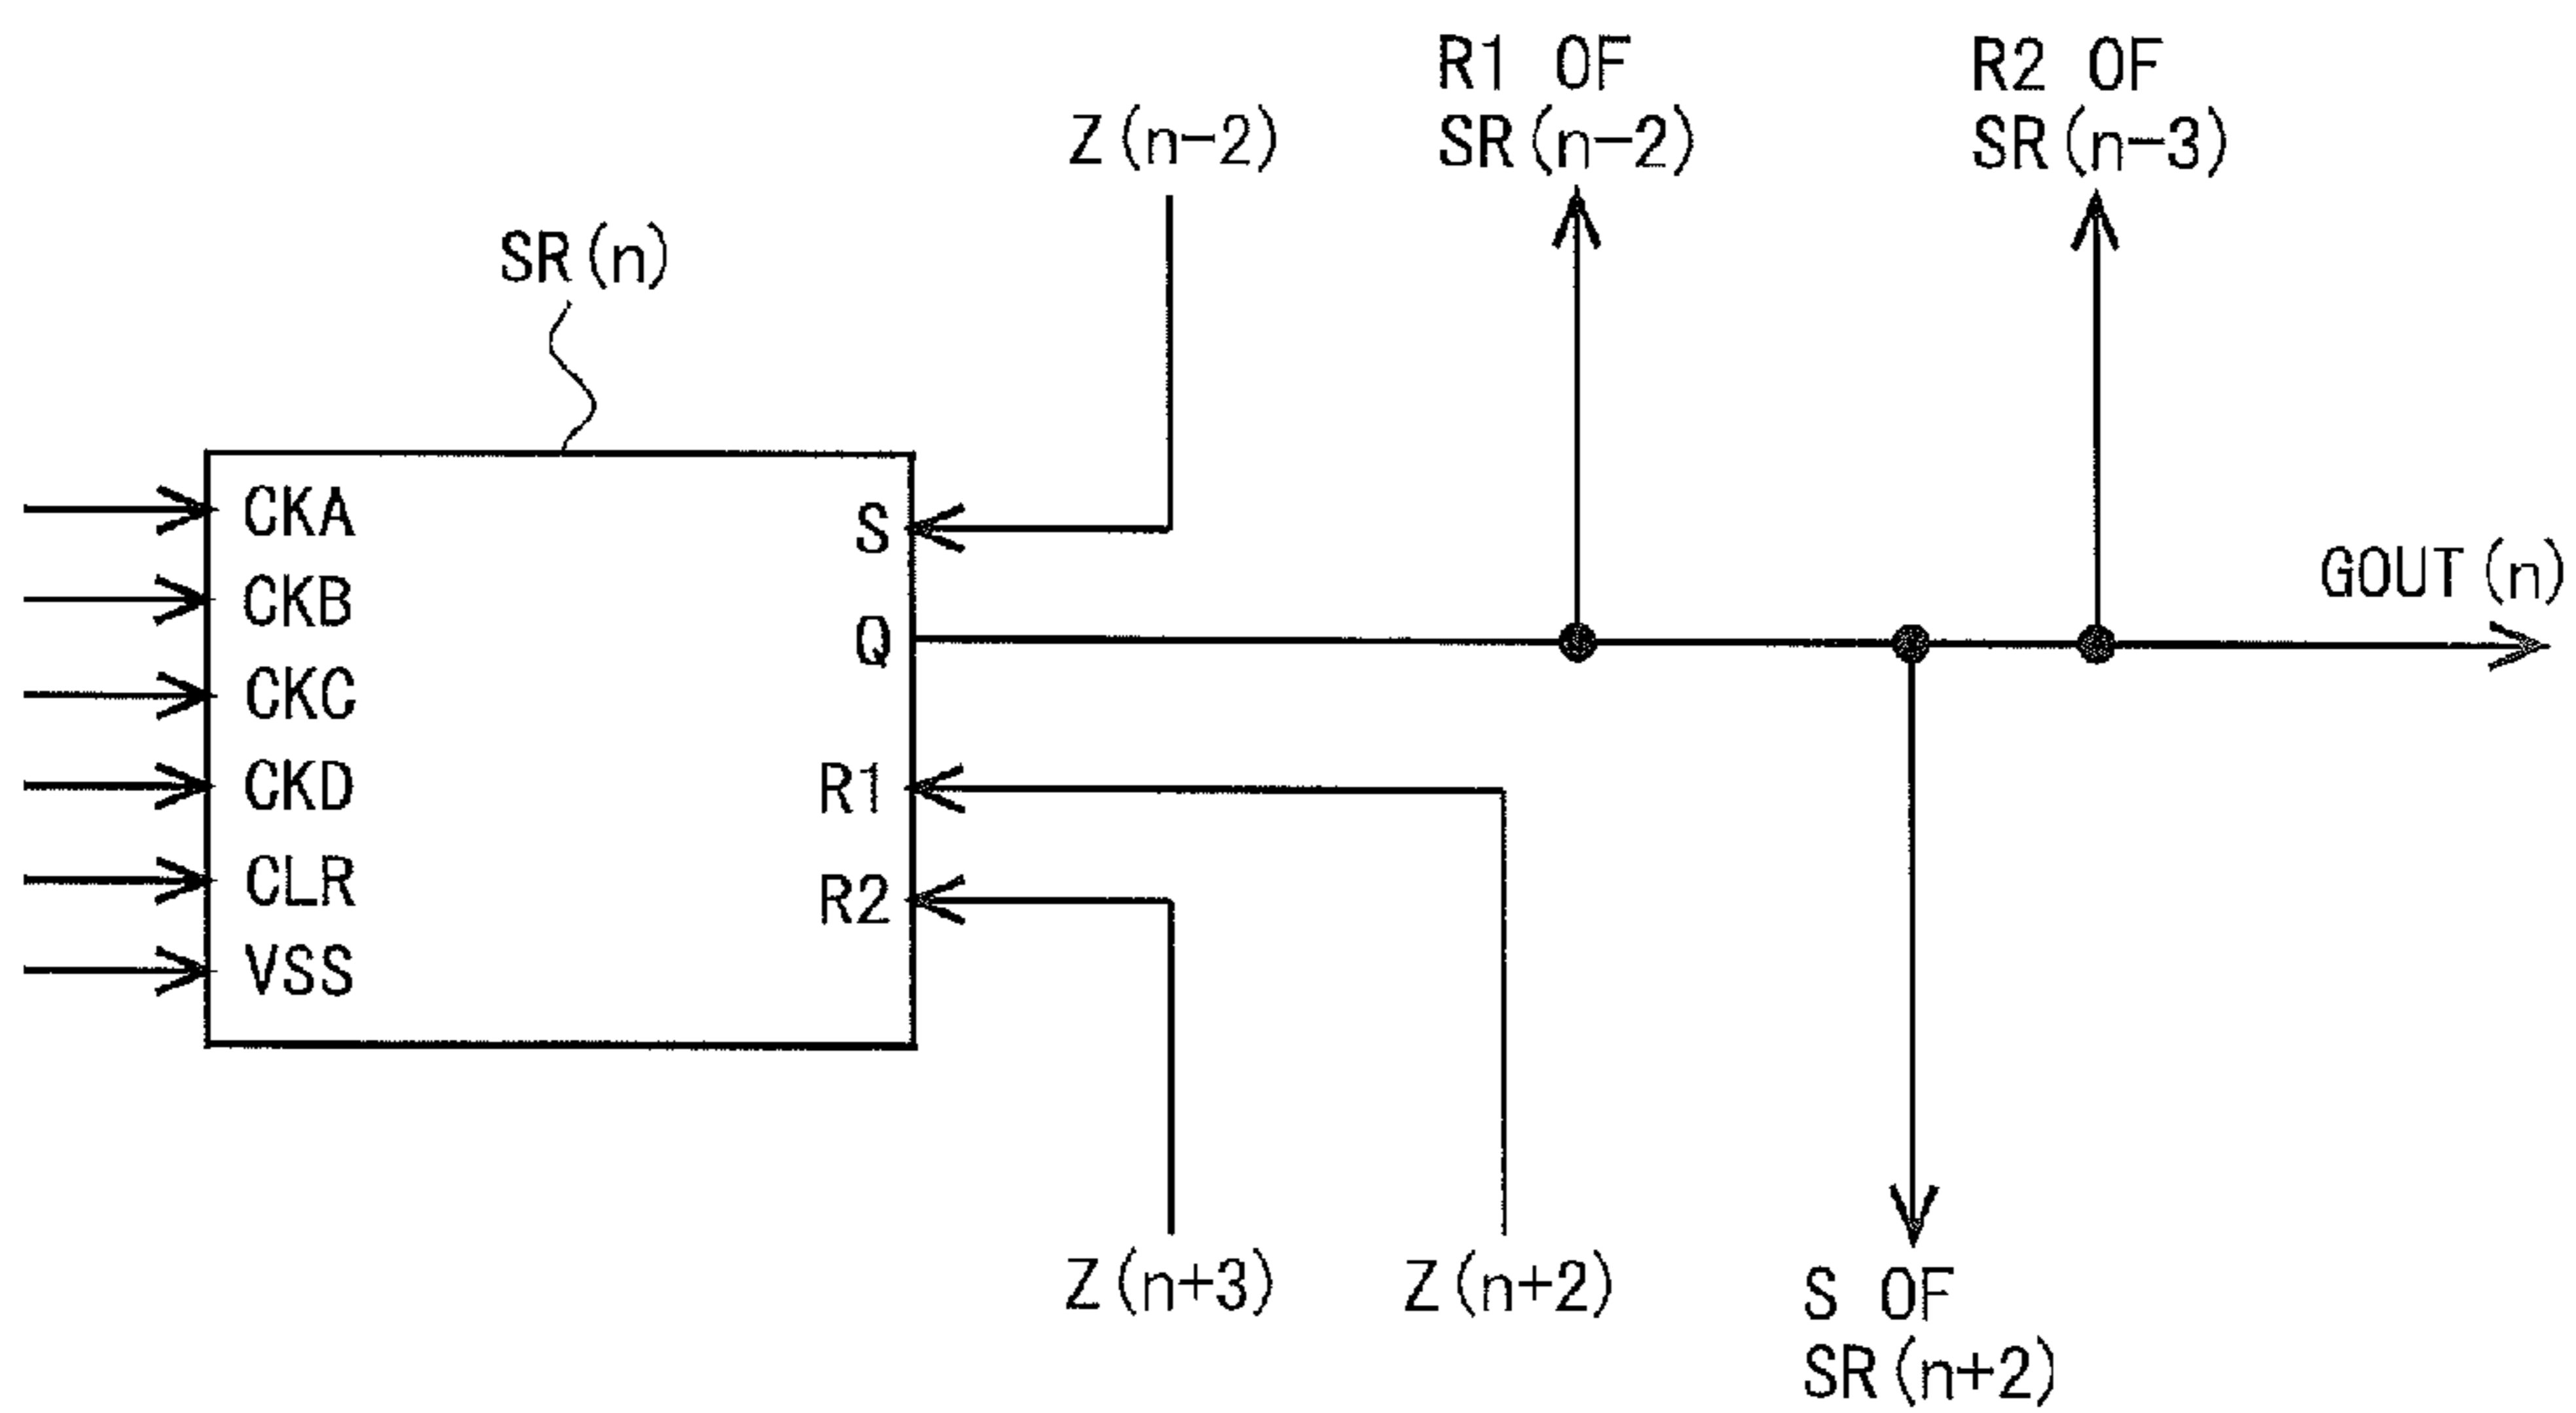 R1 OF
SR(n-2)
R2 OF
SR(n-3)
Z(n-2)
SR(n)
CKA
CKB
CKC
CKD
CLR
VSS
S
Q
R1
R2
GOUT(n)
Z(n+3)
Z(n+2)
S OF
SR(n+2)